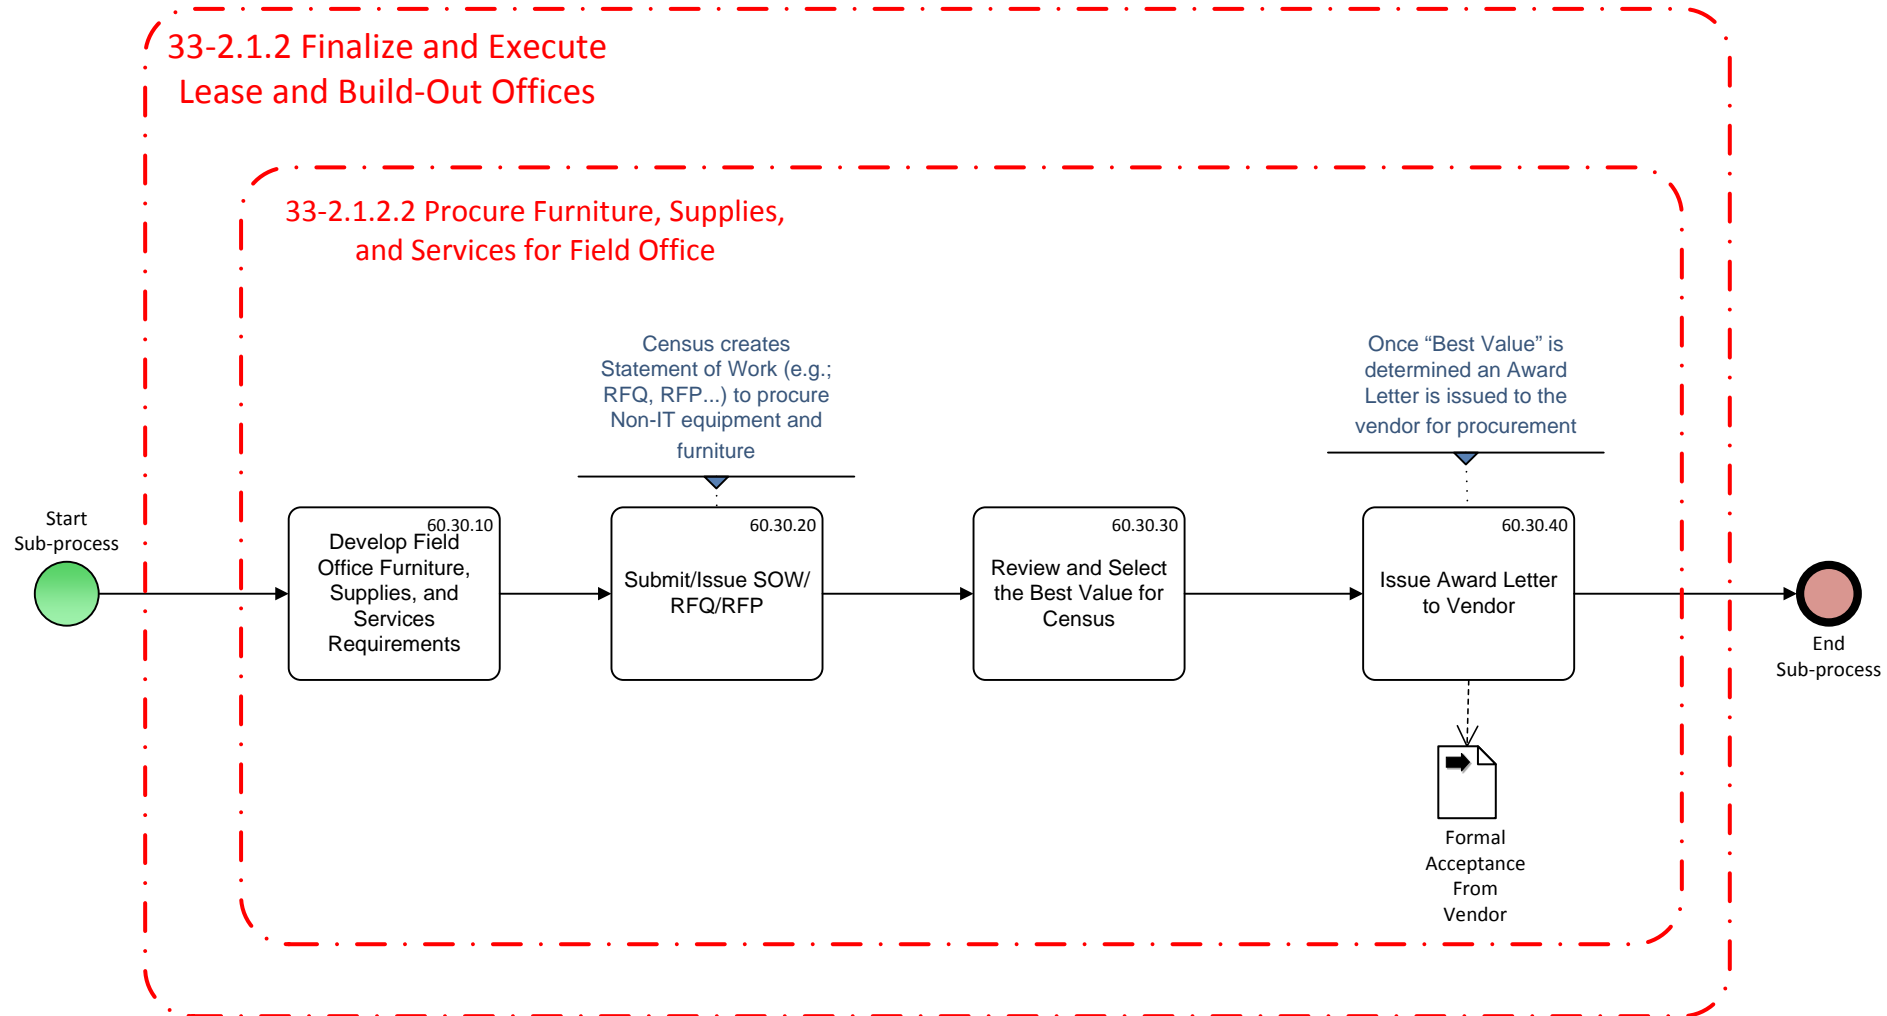 33-2.1.2 Finalize and Execute
Lease and Build-Out Offices
33-2.1.2.2 Procure Furniture, Supplies,
and Services for Field Office
Census creates
Statement of Work (e.g.;
RFQ, RFP...) to procure
Non-IT equipment and
furniture
Once “Best Value” is
determined an Award
Letter is issued to the
vendor for procurement
Start
Sub-process
60.30.10
Develop Field
Office Furniture,
Supplies, and
Services
Requirements
60.30.20
Submit/Issue SOW/
RFQ/RFP
60.30.30
Review and Select
the Best Value for
Census
60.30.40
Issue Award Letter
to Vendor
End
Sub-process
Formal
Acceptance
From
Vendor